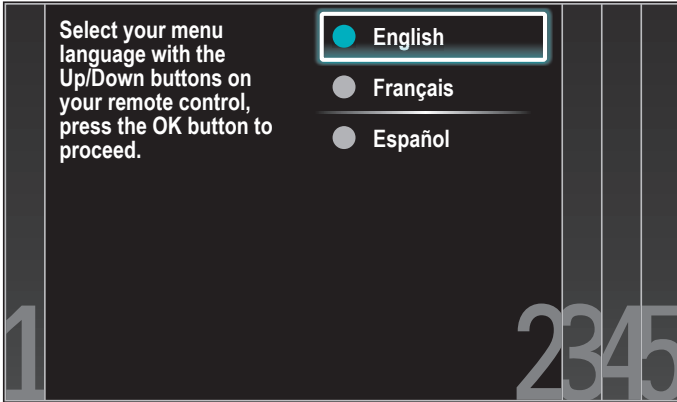 Select your menu
language with the
Up/Down buttons on
your remote control,
press the OK button to
proceed.
English
Français
Español
1
2
3
4
5